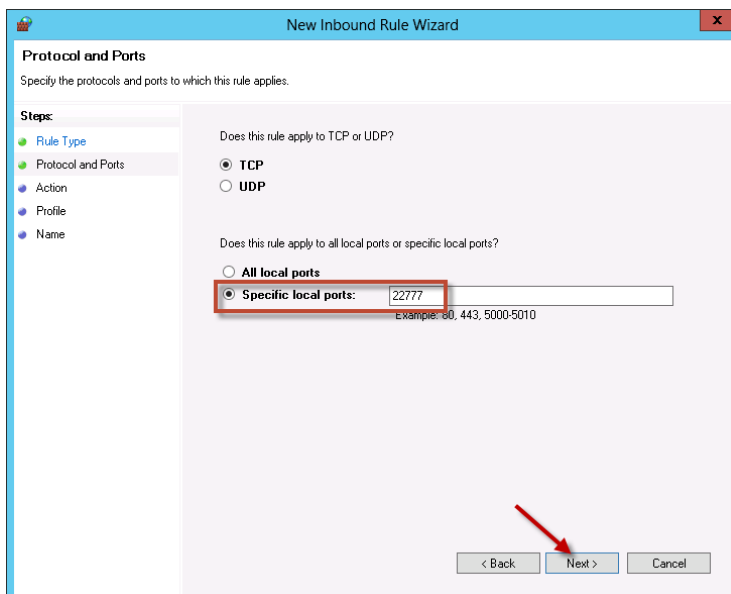 New Inbound Rule Wizard
x
Protocol and Ports
Specify the protocols and ports to which this rule applies.
Steps:
Rule Type
Protocol and Ports
Action
Profile
Name
Does this rule apply to TCP or UDP?
TCP
UDP
Does this rule apply to all local ports or specific local ports?
All local ports
Specific local ports: 22777
Example: 80, 443, 5000-5010
< Back Next > Cancel